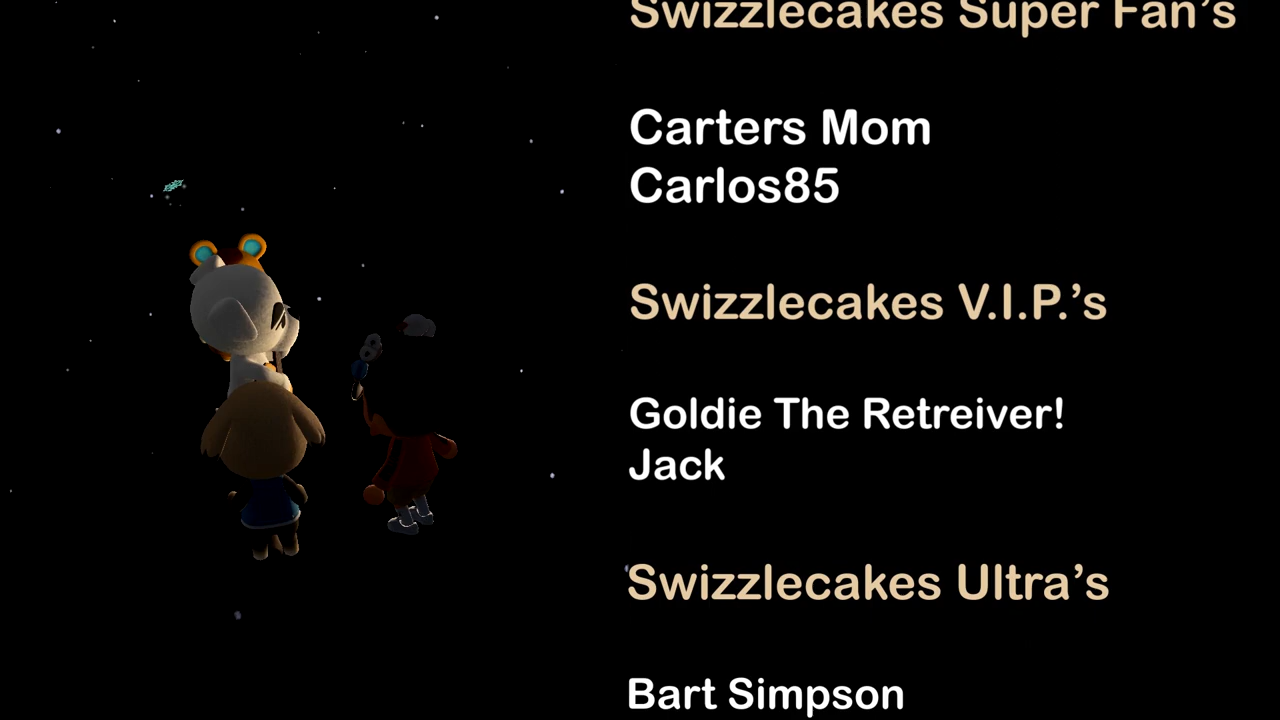 Swizzlecakes Super Fan’s
Carters Mom
Carlos85
Swizzlecakes V.I.P.’s
Goldie The Retreiver!
Jack
Swizzlecakes Ultra’s
Bart Simpson